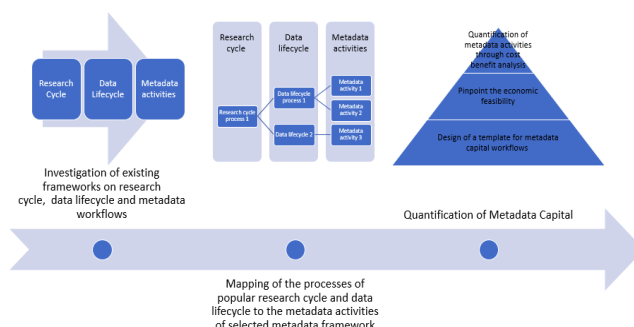 Research
Cycle
Data
Lifecycle
Metadata
activities
Investigation of existing
frameworks on research
cycle, data lifecycle and metadata
workflows
Research
cycle
Data
lifecycle
Metadata
activities
Research cycle
process 1
Data lifecycle
process 1
Data lifecycle 2
Metadata
activity 1
Metadata
activity 2
Metadata
activity 3
Mapping of the processes of
popular research cycle and data
lifecycle to the metadata activities
of selected metadata framework
Quantification of
metadata activities
through cost
benefit analysis
Pinpoint the economic
feasibility
Design of a template for metadata
capital workflows
Quantification of Metadata Capital